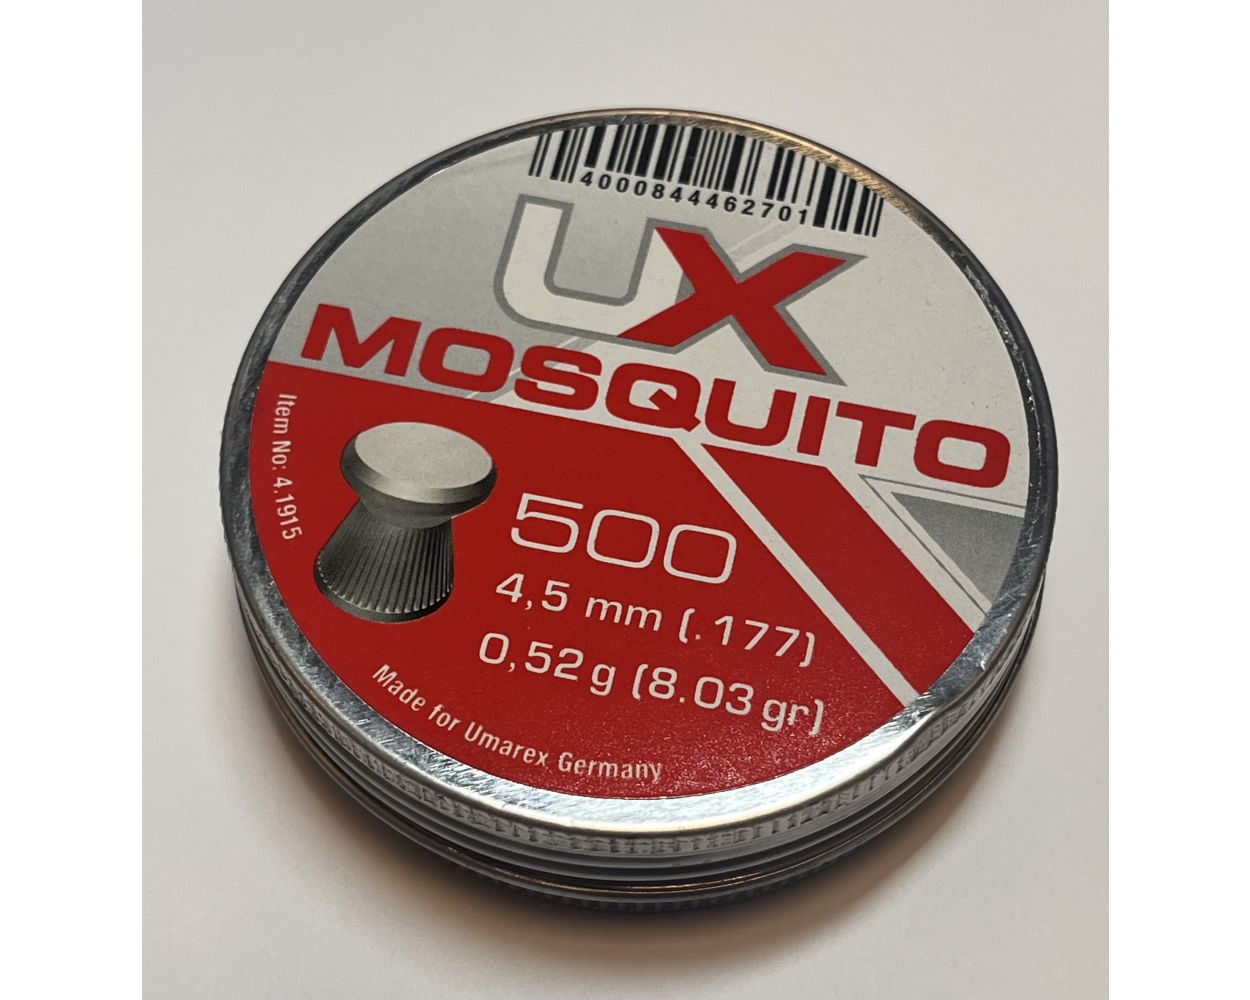 4000844462701
UX
MOSQUITO
Item No: 4.1915
500
4,5 mm (.177)
0,52 g (8.03 gr)
Made for Umarex Germany